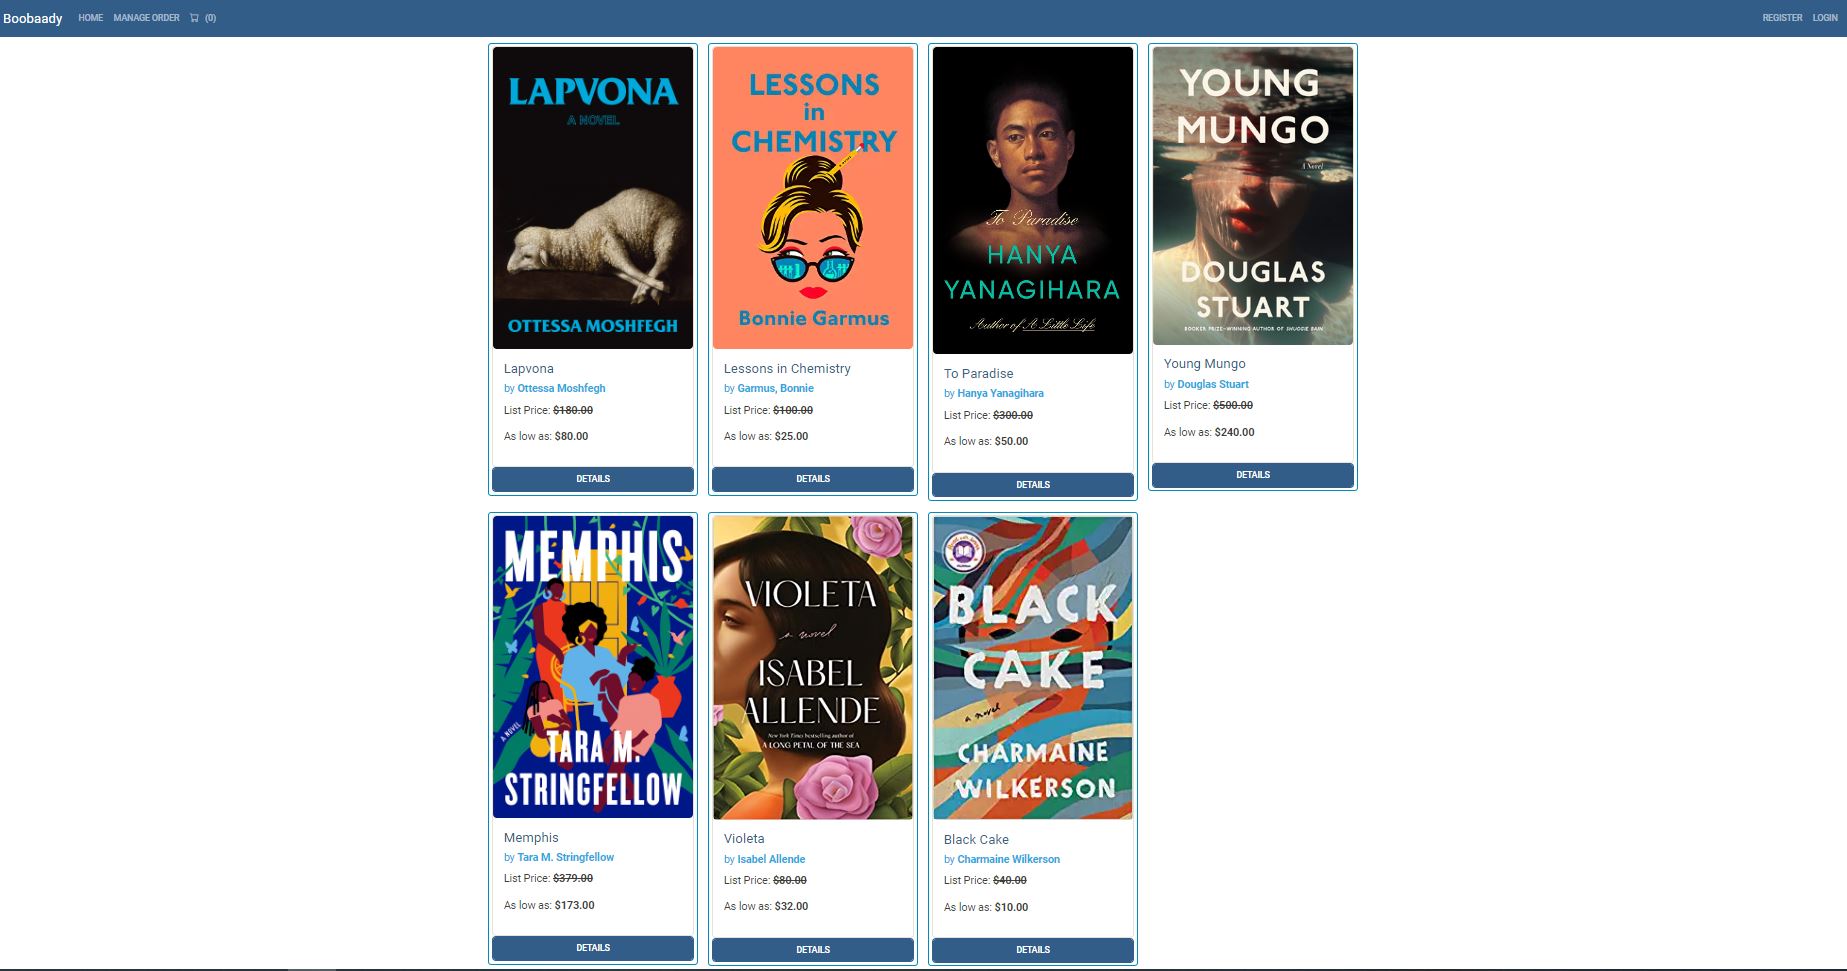 Boobaady HOME MANAGE ORDER (0) REGISTER LOGIN
LAPVONA
A NOVEL
OTTESSA MOSHFEGH
Lapvona
by Ottessa Moshfegh
List Price: $180.00
As low as: $80.00
DETAILS
LESSONS
in
CHEMISTRY
Bonnie Garmus
Lessons in Chemistry
by Garmus, Bonnie
List Price: $100.00
As low as: $25.00
DETAILS
To Paradise
HANYA
YANAGIHARA
Author of A Little Life
To Paradise
by Hanya Yanagihara
List Price: $300.00
As low as: $50.00
DETAILS
YOUNG
MUNGO
A Novel
DOUGLAS
STUART
BOOKER PRIZE-WINNING AUTHOR OF SHUGGIE BAIN
Young Mungo
by Douglas Stuart
List Price: $500.00
As low as: $240.00
DETAILS
MEMPHIS
A NOVEL
TARA M.
STRINGFELLOW
Memphis
by Tara M. Stringfellow
List Price: $379.00
As low as: $173.00
DETAILS
VIOLETA
a novel
ISABEL
ALLENDE
New York Times bestselling author of
A LONG PETAL OF THE SEA
Violeta
by Isabel Allende
List Price: $80.00
As low as: $32.00
DETAILS
BLACK
CAKE
a novel
CHARMAINE
WILKERSON
Black Cake
by Charmaine Wilkerson
List Price: $40.00
As low as: $10.00
DETAILS